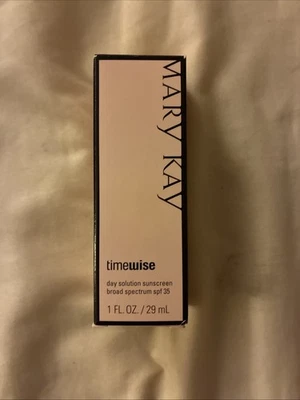 MARY KAY
timewise
day solution sunscreen
broad spectrum spf 35
1 FL. OZ. / 29 mL